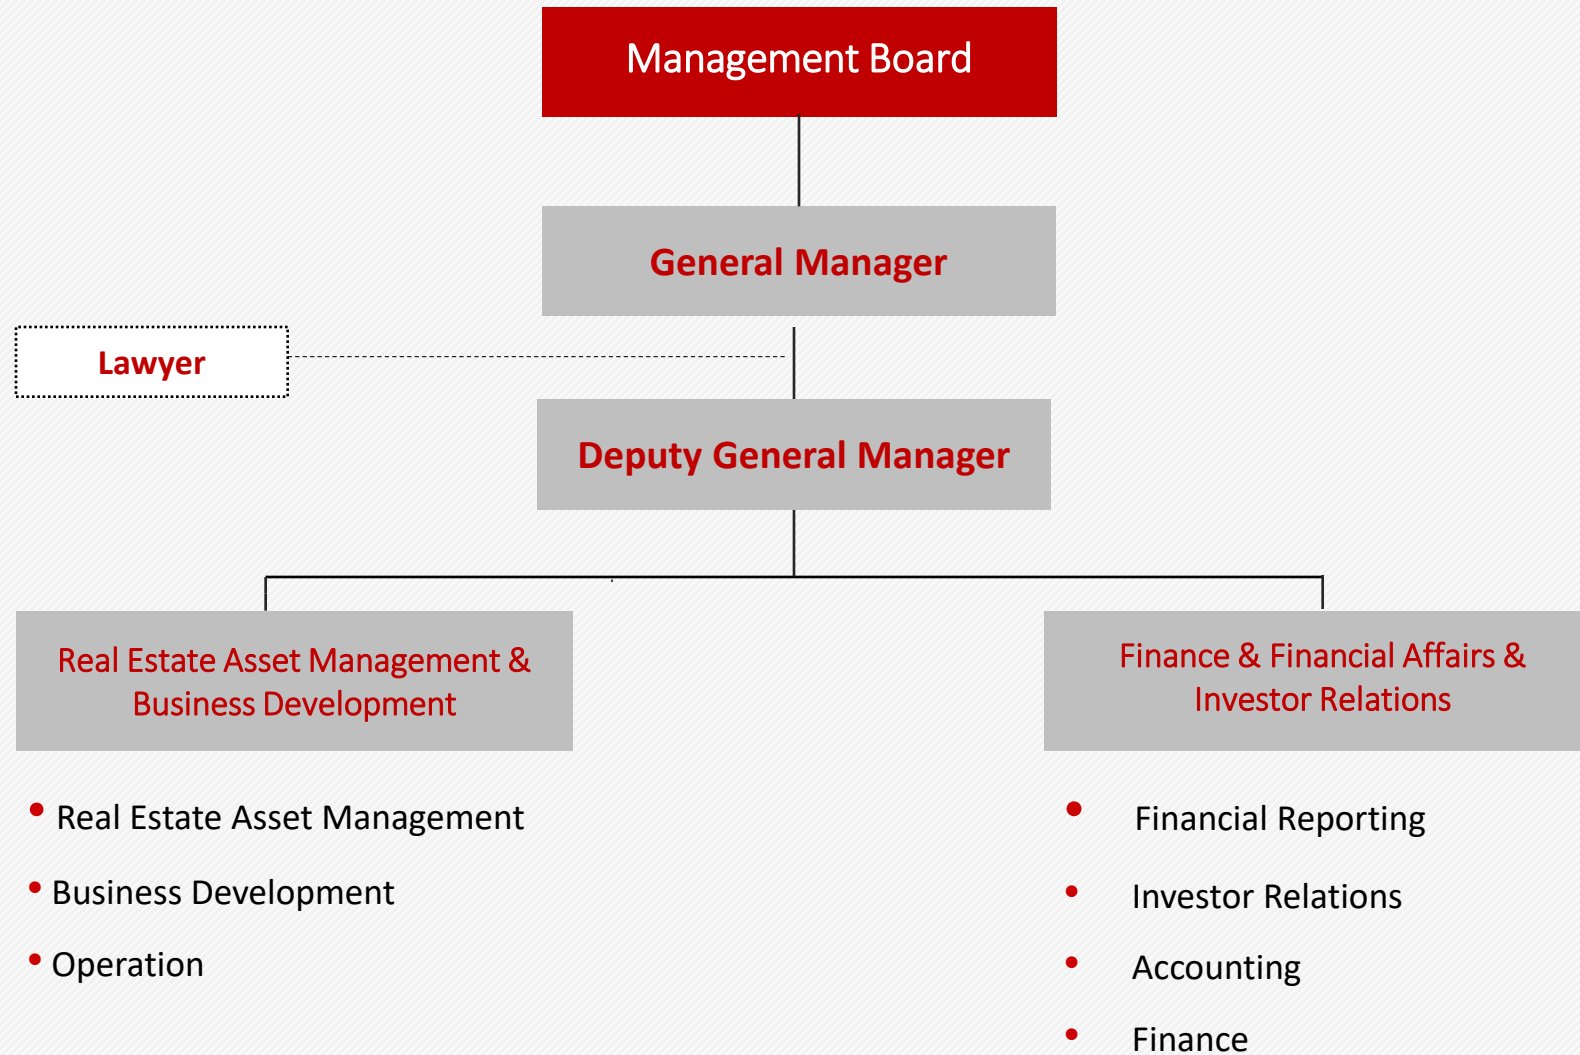 Management Board
General Manager
Lawyer
Deputy General Manager
Real Estate Asset Management &
Business Development
Finance & Financial Affairs &
Investor Relations
• Real Estate Asset Management
• Business Development
• Operation
• Financial Reporting
• Investor Relations
• Accounting
• Finance